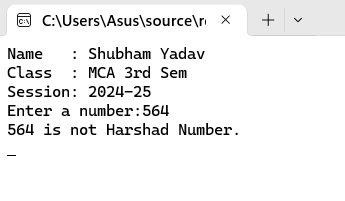 C:\Users\Asus\source\r
Name   : Shubham Yadav
Class  : MCA 3rd Sem
Session: 2024-25
Enter a number:564
564 is not Harshad Number.
_